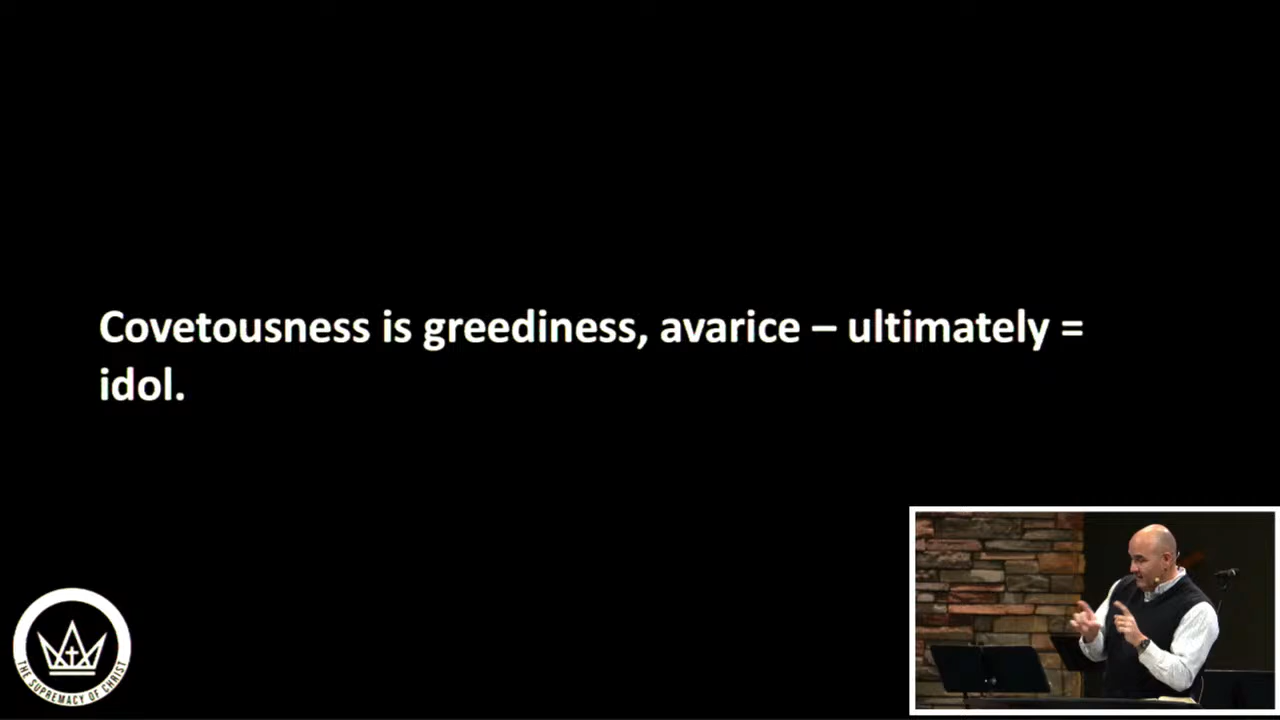 Covetousness is greediness, avarice – ultimately =
idol.
THE SUPREMACY OF CHRIST